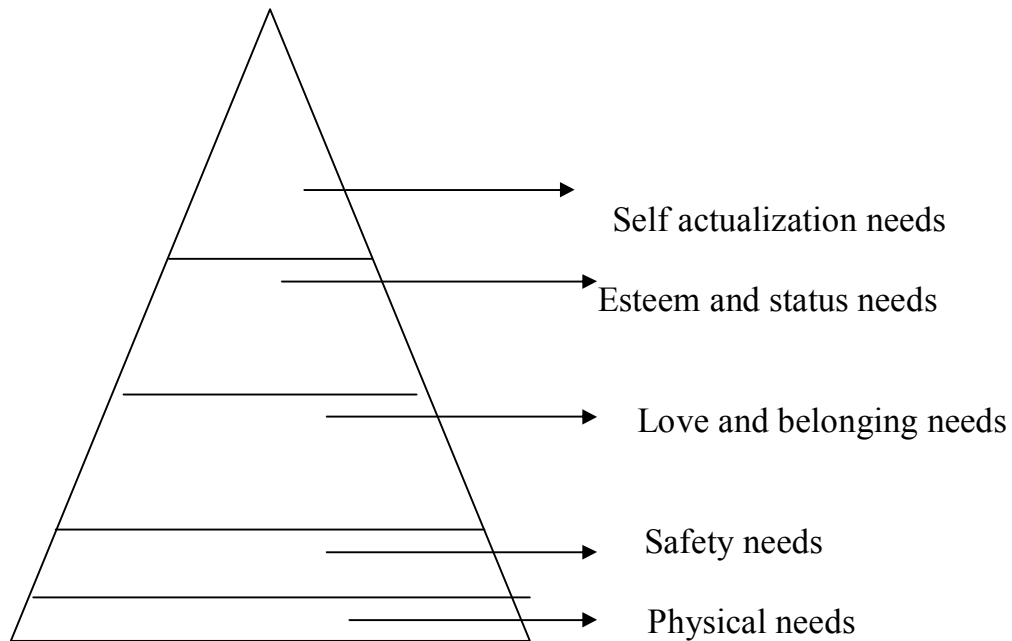 Self actualization needs
Esteem and status needs
Love and belonging needs
Safety needs
Physical needs